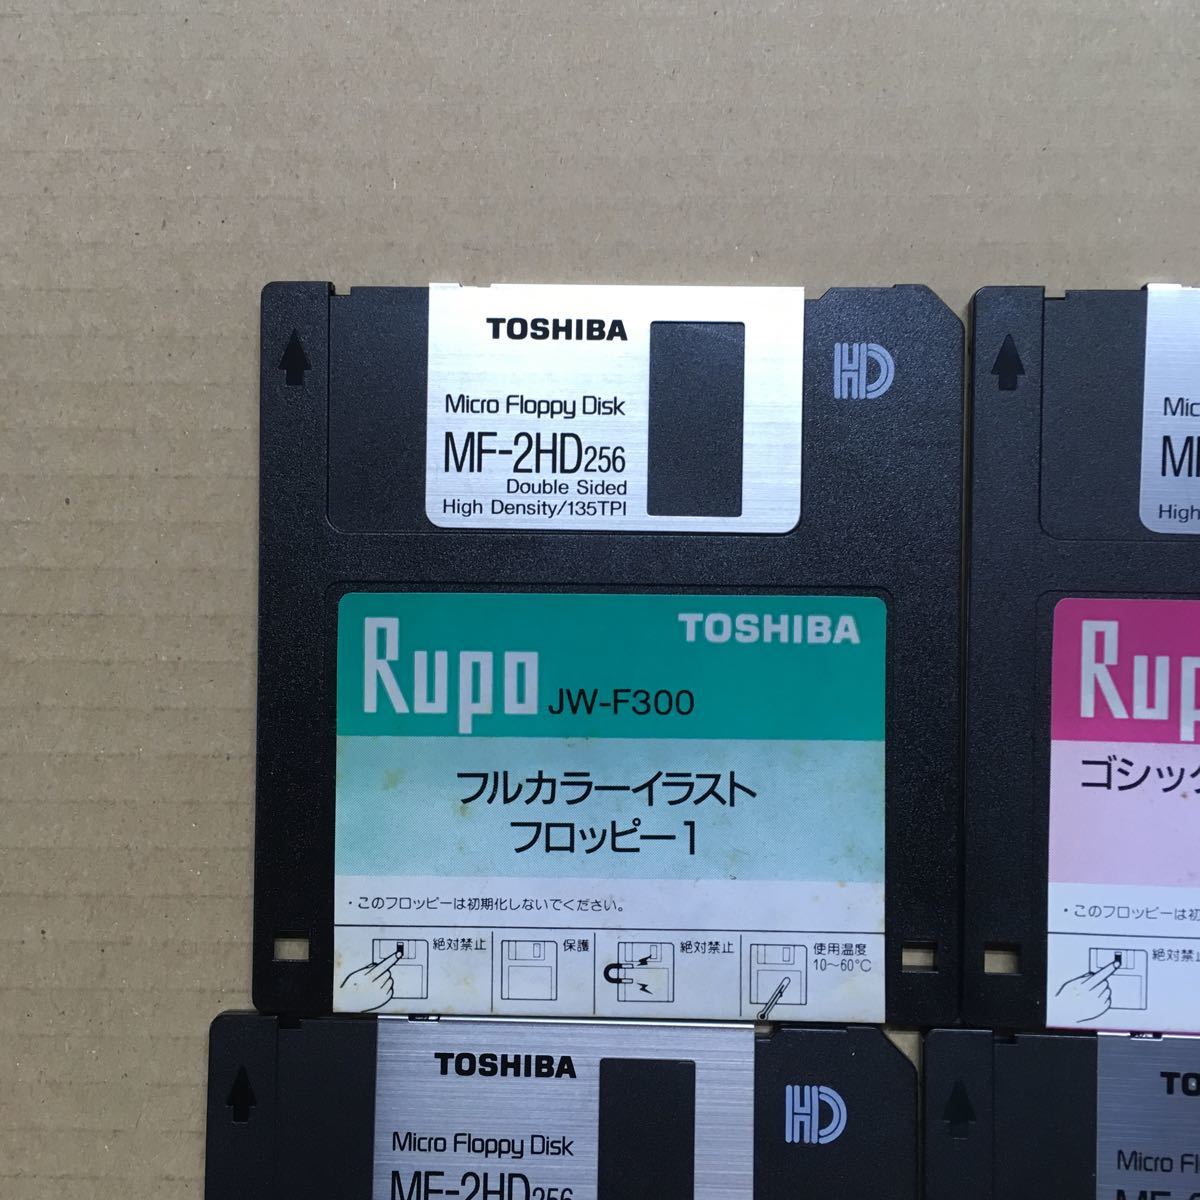 TOSHIBA
HD
Micro Floppy Disk
MF-2HD256
Double Sided
High Density/135TPI
Rupo JW-F300
TOSHIBA
フルカラーイラスト
フロッピー1
・このフロッピーは初期化しないでください。
絶対禁止
保護
絶対禁止
使用温度
10〜60℃
Mic
High
Rup
ゴシック
・このフロッピーは初
絶対禁止
TOSHIBA
HD
Micro Floppy Disk
MF-2HD256
TO
Micro Fl